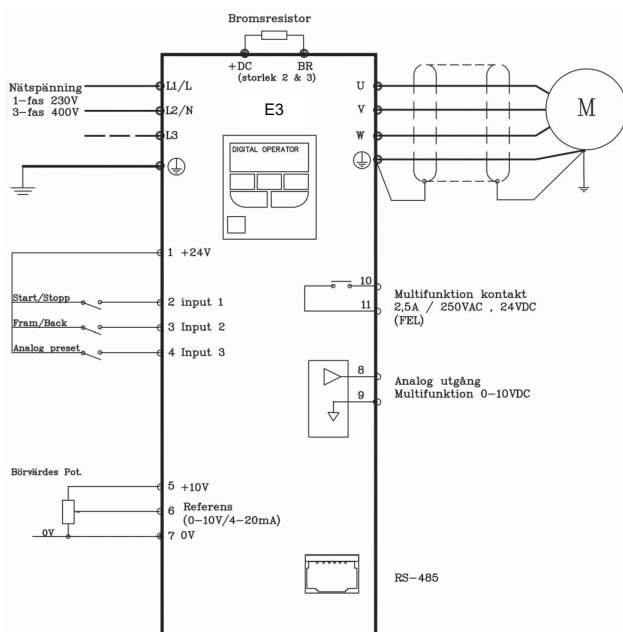 Bromsresistor
+DC BR
(storlek 2 & 3)
Nätspänning
1-fas 230V
3-fas 400V
L1/L
L2/N
L3
E3
DIGITAL OPERATOR
U
V
W
M
1 +24V
Start/Stopp
2 input 1
Fram/Back
3 Input 2
Analog preset
4 Input 3
10
11
Multifunktion kontakt
2,5A / 250VAC , 24VDC
(FEL)
8
9
Analog utgång
Multifunktion 0-10VDC
Börvärdes Pot.
5 +10V
6 Referens
(0-10V/4-20mA)
0V
7 0V
RS-485